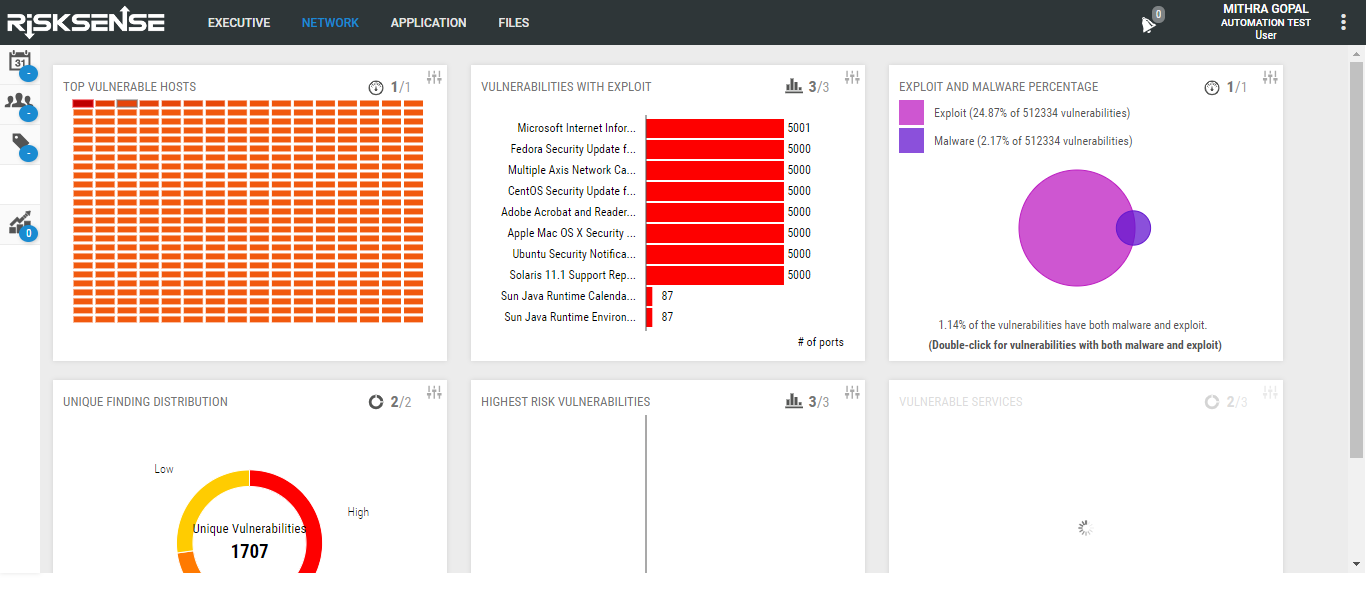 RiSKSENSE
EXECUTIVE
NETWORK
APPLICATION
FILES
0
MITHRA GOPAL
AUTOMATION TEST
User
31
-
-
-
0
TOP VULNERABLE HOSTS
1/1
VULNERABILITIES WITH EXPLOIT
3/3
Microsoft Internet Infor... 5001
Fedora Security Update f... 5000
Multiple Axis Network Ca... 5000
CentOS Security Update f... 5000
Adobe Acrobat and Reader... 5000
Apple Mac OS X Security ... 5000
Ubuntu Security Notifica... 5000
Solaris 11.1 Support Rep... 5000
Sun Java Runtime Calenda... 87
Sun Java Runtime Environ... 87
# of ports
EXPLOIT AND MALWARE PERCENTAGE
1/1
Exploit (24.87% of 512334 vulnerabilities)
Malware (2.17% of 512334 vulnerabilities)
1.14% of the vulnerabilities have both malware and exploit.
(Double-click for vulnerabilities with both malware and exploit)
UNIQUE FINDING DISTRIBUTION
2/2
Low
High
Unique Vulnerabilities
1707
HIGHEST RISK VULNERABILITIES
3/3
VULNERABLE SERVICES
2/3